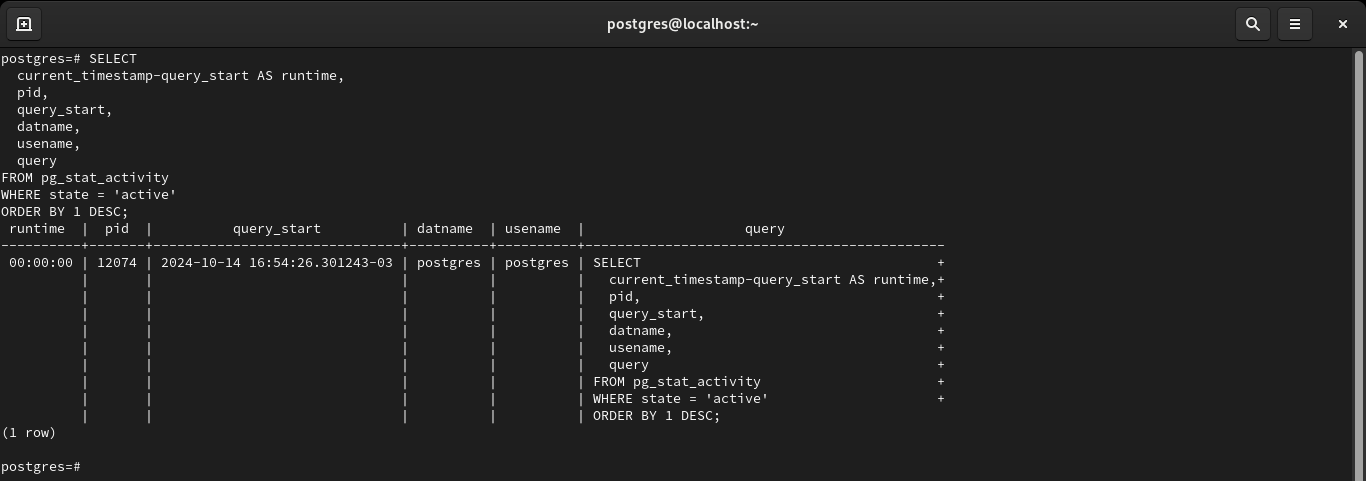 postgres@localhost:~
postgres=# SELECT
  current_timestamp-query_start AS runtime,
  pid,
  query_start,
  datname,
  usename,
  query
FROM pg_stat_activity
WHERE state = 'active'
ORDER BY 1 DESC;
 runtime  |  pid  |          query_start          | datname  | usename  |                    query                    
----------+-------+-------------------------------+----------+----------+---------------------------------------------
 00:00:00 | 12074 | 2024-10-14 16:54:26.301243-03 | postgres | postgres | SELECT                                     +
          |       |                               |          |          |   current_timestamp-query_start AS runtime,+
          |       |                               |          |          |   pid,                                     +
          |       |                               |          |          |   query_start,                             +
          |       |                               |          |          |   datname,                                 +
          |       |                               |          |          |   usename,                                 +
          |       |                               |          |          |   query                                    +
          |       |                               |          |          | FROM pg_stat_activity                      +
          |       |                               |          |          | WHERE state = 'active'                     +
          |       |                               |          |          | ORDER BY 1 DESC;
(1 row)
postgres=#